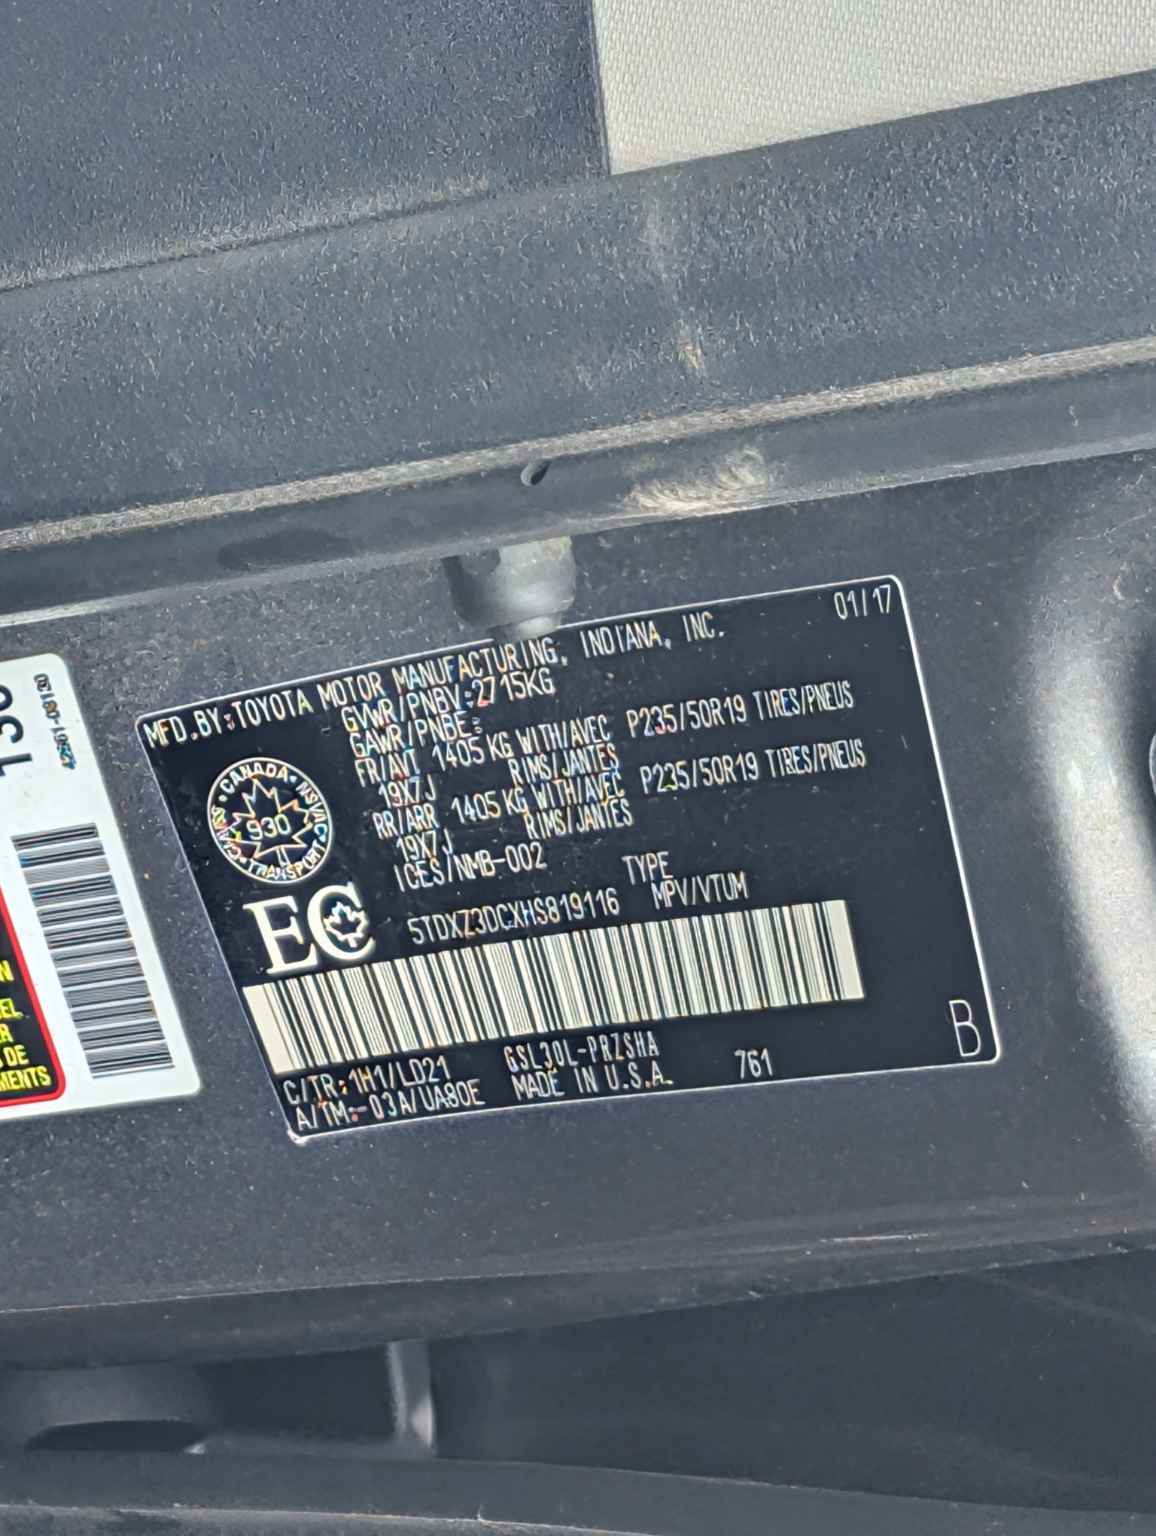 MFD.BY:TOYOTA MOTOR MANUFACTURING, INDIANA, INC. 01/17
GVWR/PNBV:2715KG
GAWR/PNBE:
FR/AVT 1405 KG WITH/AVEC P235/50R19 TIRES/PNEUS
19X7J RIMS/JANTES
RR/ARR 1405 KG WITH/AVEC P235/50R19 TIRES/PNEUS
19X7J RIMS/JANTES
ICES/NMB-002
CANADA
930
TRANSPORT
EC
TYPE
5TDXZ3DCXHS819116 MPV/VTUM
C/TR:1H1/LD21 GSL30L-PRZSHA
A/TM:-03A/UA80E MADE IN U.S.A. 761
B
DE